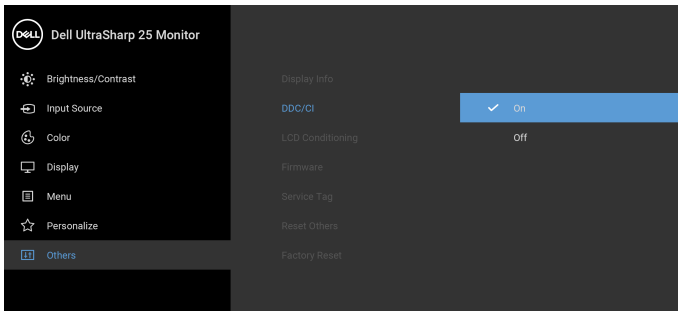 DELL Dell UltraSharp 25 Monitor
Brightness/Contrast
Display Info
Input Source
DDC/CI
On
Color
LCD Conditioning
Off
Display
Firmware
Menu
Service Tag
Personalize
Reset Others
Others
Factory Reset